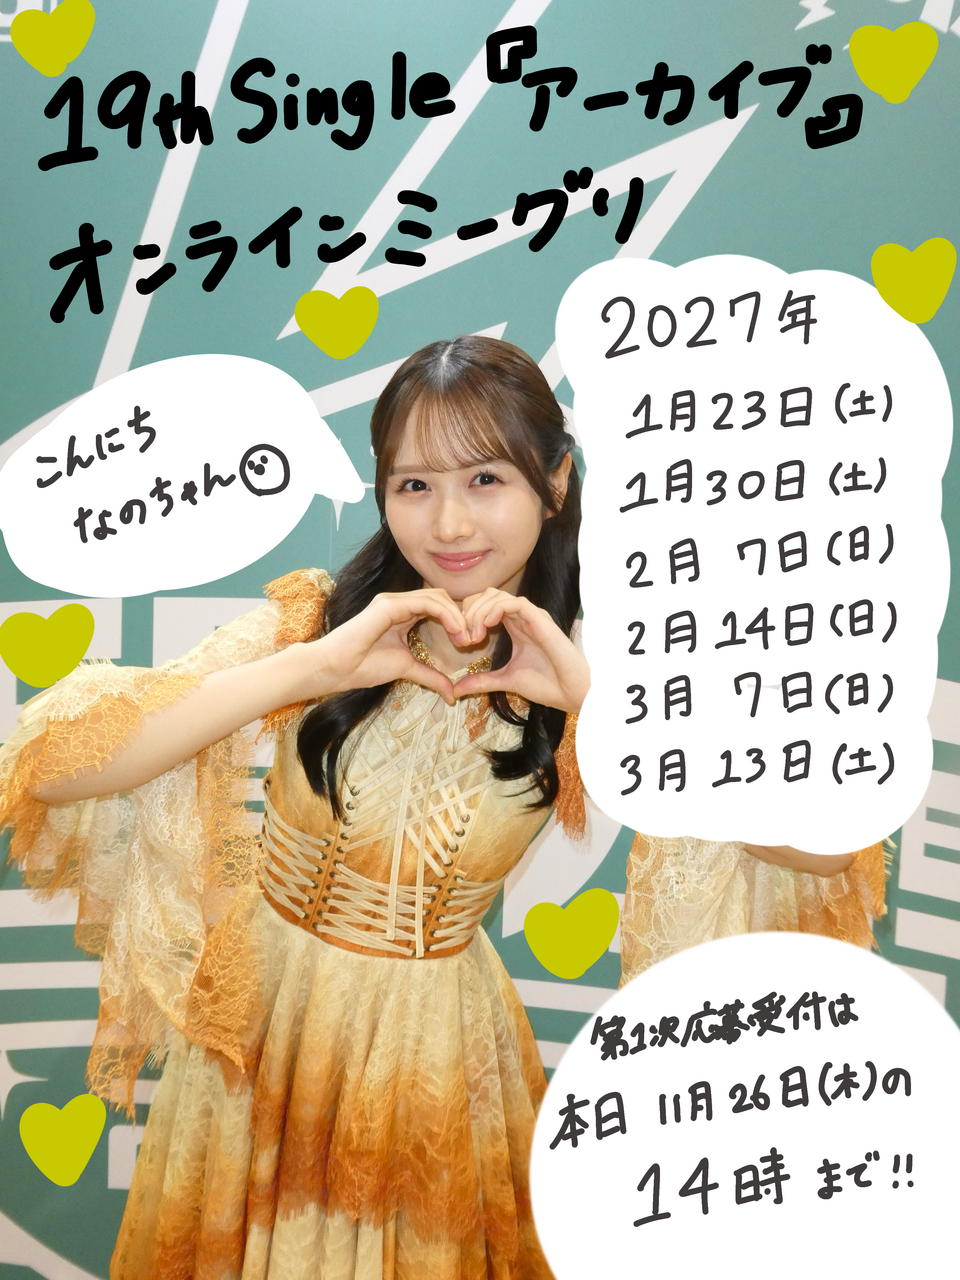 19th Single『アーカイブ』
オンラインミーグリ
こんにち
なのちゃん
2027年
1月23日(土)
1月30日(土)
2月 7日(日)
2月14日(日)
3月 7日(日)
3月13日(土)
第1次応募受付は
本日 11月26日(木)の
14時まで!!